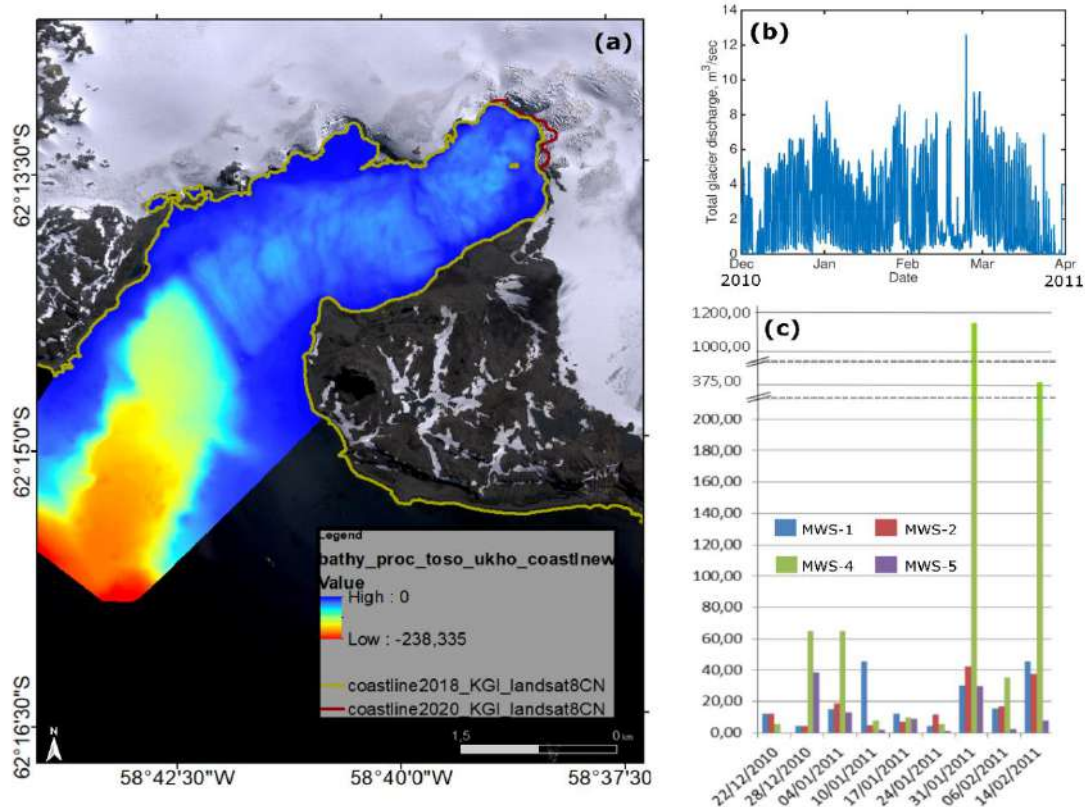 (a)
62°13'30"S
62°15'0"S
62°16'30"S
58°42'30"W
58°40'0"W
58°37'30"W
Legend
bathy_proc_toso_ukho_coastlnew
Value
High : 0
Low : -238,335
coastline2018_KGI_landsat8CN
coastline2020_KGI_landsat8CN
N
1,5
0 km
(b)
Total glacier discharge, m³/sec
14
12
10
8
6
4
2
0
Dec
2010
Jan
Feb
Mar
Apr
2011
Date
(c)
1200,00
1000,00
375,00
200,00
180,00
160,00
140,00
120,00
100,00
80,00
60,00
40,00
20,00
0,00
MWS-1
MWS-2
MWS-4
MWS-5
22/12/2010
28/12/2010
04/01/2011
10/01/2011
17/01/2011
24/01/2011
31/01/2011
06/02/2011
14/02/2011